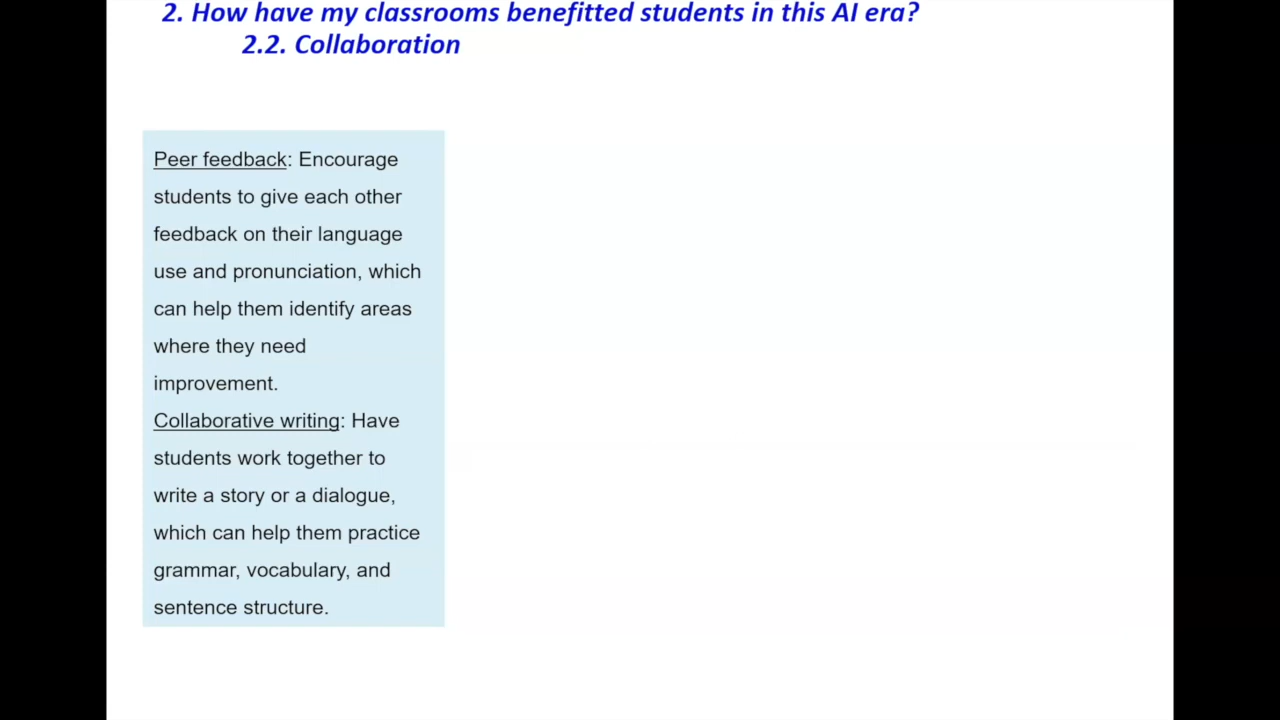 2. How have my classrooms benefitted students in this AI era?
2.2. Collaboration
Peer feedback: Encourage
students to give each other
feedback on their language
use and pronunciation, which
can help them identify areas
where they need
improvement.
Collaborative writing: Have
students work together to
write a story or a dialogue,
which can help them practice
grammar, vocabulary, and
sentence structure.